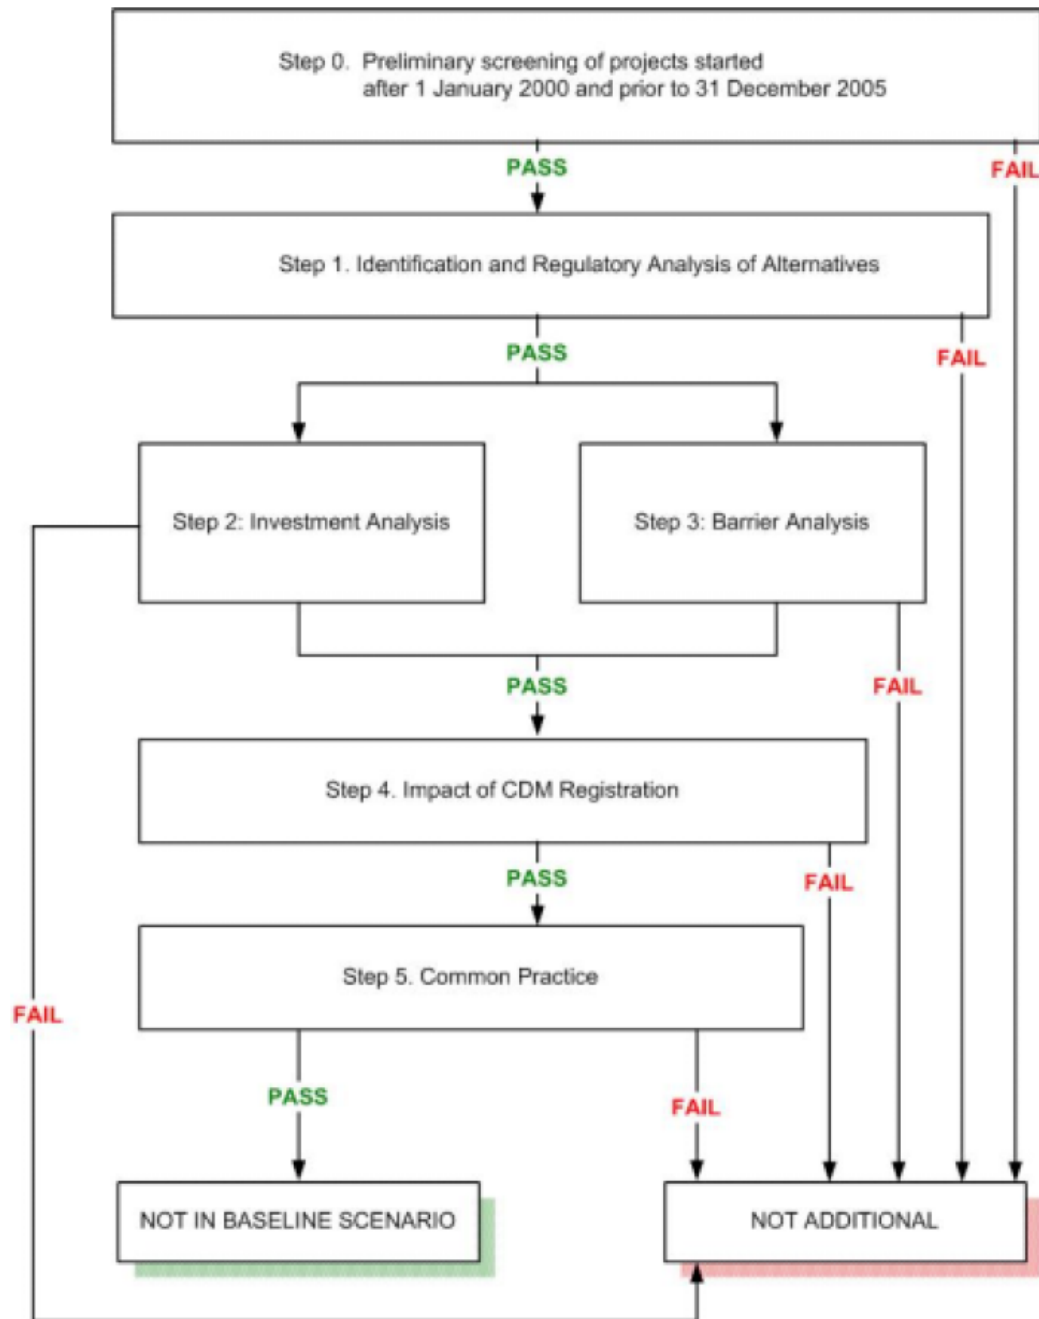 Step 0. Preliminary screening of projects started
after 1 January 2000 and prior to 31 December 2005
PASS
FAIL
Step 1. Identification and Regulatory Analysis of Alternatives
PASS
FAIL
Step 2: Investment Analysis
Step 3: Barrier Analysis
PASS
FAIL
Step 4. Impact of CDM Registration
PASS
FAIL
Step 5. Common Practice
FAIL
PASS
FAIL
NOT IN BASELINE SCENARIO
NOT ADDITIONAL